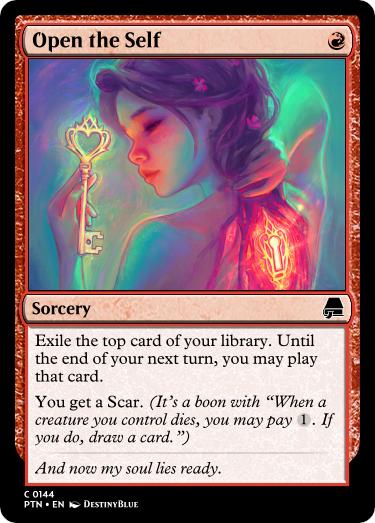 Open the Self
Sorcery
Exile the top card of your library. Until
the end of your next turn, you may play
that card.
You get a Scar. (It's a boon with “When a
creature you control dies, you may pay 1. If
you do, draw a card.”)
And now my soul lies ready.
C 0144
PTN • EN DestinyBlue